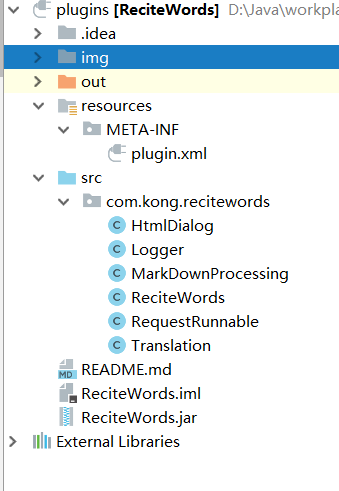 plugins [ReciteWords] D:\Java\workpla
.idea
img
out
resources
META-INF
plugin.xml
src
com.kong.recitewords
HtmlDialog
Logger
MarkDownProcessing
ReciteWords
RequestRunnable
Translation
MD README.md
ReciteWords.iml
ReciteWords.jar
External Libraries